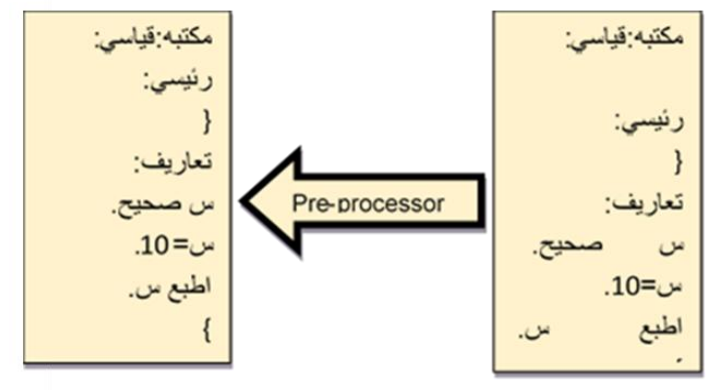 مكتبه:قياسي:
رئيسي:
{
تعاريف:
س صحيح.
س=10.
اطبع س.
Pre-processor
مكتبه:قياسي:
رئيسي:
{
تعاريف:
س صحيح.
س=10.
اطبع س.
}